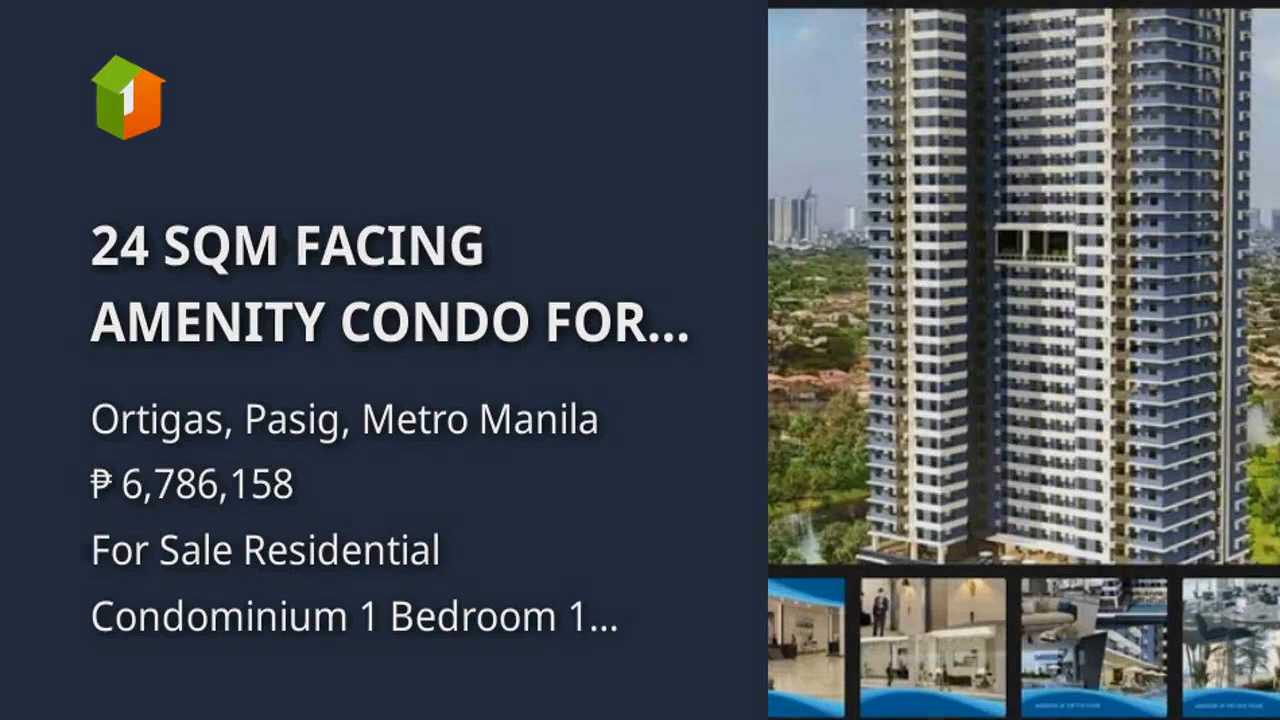 24 SQM FACING
AMENITY CONDO FOR...
Ortigas, Pasig, Metro Manila
₱ 6,786,158
For Sale Residential
Condominium 1 Bedroom 1...